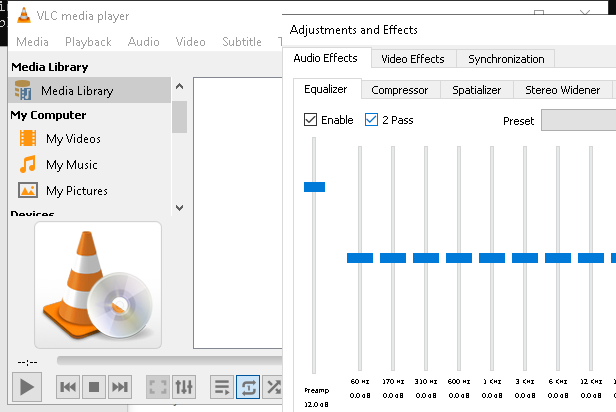 VLC media player
Media Playback Audio Video Subtitle
Media Library
Media Library
My Computer
My Videos
My Music
My Pictures
Devices
--:--
Adjustments and Effects
Audio Effects Video Effects Synchronization
Equalizer Compressor Spatializer Stereo Widener
Enable 2 Pass Preset
60 Hz 170 Hz 310 Hz 600 Hz 1 KHz 3 KHz 6 KHz 12 KHz
Preamp 0.0 dB 0.0 dB 0.0 dB 0.0 dB 0.0 dB 0.0 dB 0.0 dB 0.0 dB
12.0 dB